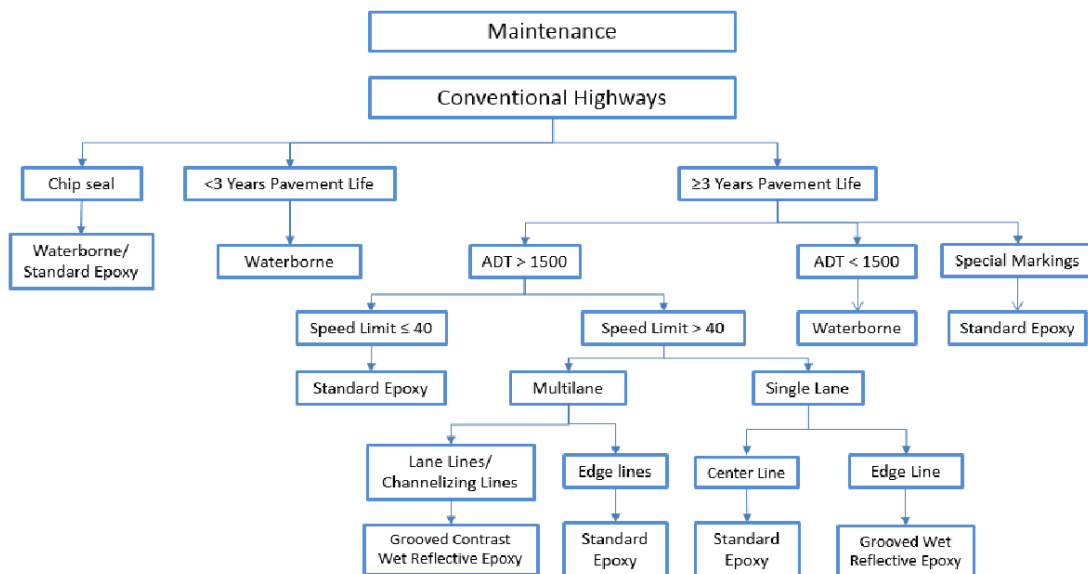 Maintenance
Conventional Highways
Chip seal
<3 Years Pavement Life
≥3 Years Pavement Life
Waterborne/
Standard Epoxy
Waterborne
ADT > 1500
ADT < 1500
Special Markings
Speed Limit ≤ 40
Speed Limit > 40
Waterborne
Standard Epoxy
Standard Epoxy
Multilane
Single Lane
Lane Lines/
Channelizing Lines
Edge lines
Center Line
Edge Line
Grooved Contrast
Wet Reflective Epoxy
Standard
Epoxy
Standard
Epoxy
Grooved Wet
Reflective Epoxy